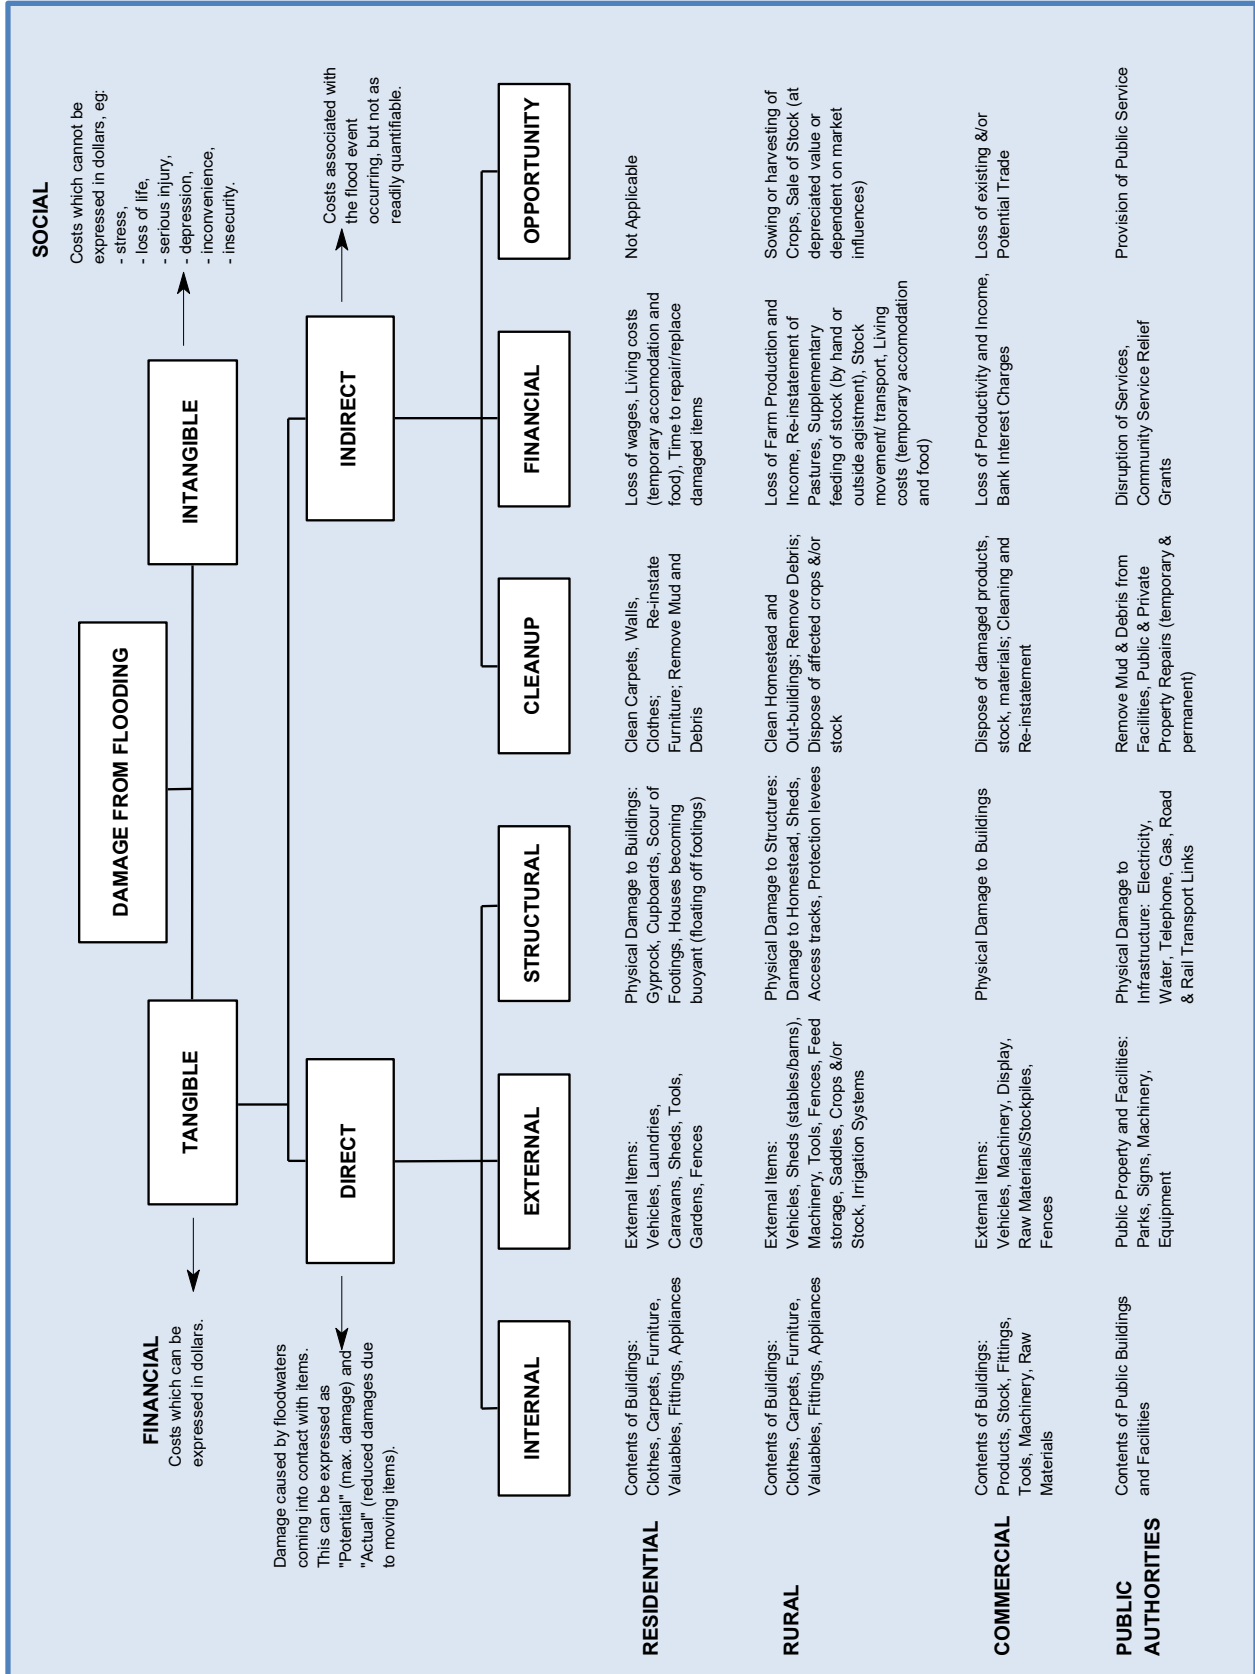 SOCIAL
Costs which cannot be
expressed in dollars, eg:
- stress,
- loss of life,
- serious injury,
- depression,
- inconvenience,
- insecurity.
DAMAGE FROM FLOODING
FINANCIAL
Costs which can be
expressed in dollars.
TANGIBLE
INTANGIBLE
Damage caused by floodwaters
coming into contact with items.
This can be expressed as
"Potential" (max. damage) and
"Actual" (reduced damages due
to moving items).
DIRECT
INDIRECT
Costs associated with
the flood event
occurring, but not as
readily quantifiable.
INTERNAL
EXTERNAL
STRUCTURAL
CLEANUP
FINANCIAL
OPPORTUNITY
RESIDENTIAL
Contents of Buildings:
Clothes, Carpets, Furniture,
Valuables, Fittings, Appliances
External Items:
Vehicles, Laundries,
Caravans, Sheds, Tools,
Gardens, Fences
Physical Damage to Buildings:
Gyprock, Cupboards, Scour of
Footings, Houses becoming
buoyant (floating off footings)
Clean Carpets, Walls,
Clothes; Re-instate
Furniture; Remove Mud and
Debris
Loss of wages, Living costs
(temporary accomodation and
food), Time to repair/replace
damaged items
Not Applicable
RURAL
Contents of Buildings:
Clothes, Carpets, Furniture,
Valuables, Fittings, Appliances
External Items:
Vehicles, Sheds (stables/barns),
Machinery, Tools, Fences, Feed
storage, Saddles, Crops &/or
Stock, Irrigation Systems
Physical Damage to Structures:
Damage to Homestead, Sheds,
Access tracks, Protection levees
Clean Homestead and
Out-buildings; Remove Debris;
Dispose of affected crops &/or
stock
Loss of Farm Production and
Income, Re-instatement of
Pastures, Supplementary
feeding of stock (by hand or
outside agistment), Stock
movement/ transport, Living
costs (temporary accomodation
and food)
Sowing or harvesting of
Crops, Sale of Stock (at
depreciated value or
dependent on market
influences)
COMMERCIAL
Contents of Buildings:
Products, Stock, Fittings,
Tools, Machinery, Raw
Materials
External Items:
Vehicles, Machinery, Display,
Raw Materials/Stockpiles,
Fences
Physical Damage to Buildings
Dispose of damaged products,
stock, materials; Cleaning and
Re-instatement
Loss of Productivity and Income,
Bank Interest Charges
Loss of existing &/or
Potential Trade
PUBLIC
AUTHORITIES
Contents of Public Buildings
and Facilities
Public Property and Facilities:
Parks, Signs, Machinery,
Equipment
Physical Damage to
Infrastructure: Electricity,
Water, Telephone, Gas, Road
& Rail Transport Links
Remove Mud & Debris from
Facilities, Public & Private
Property Repairs (temporary &
permanent)
Disruption of Services,
Community Service Relief
Grants
Provision of Public Service